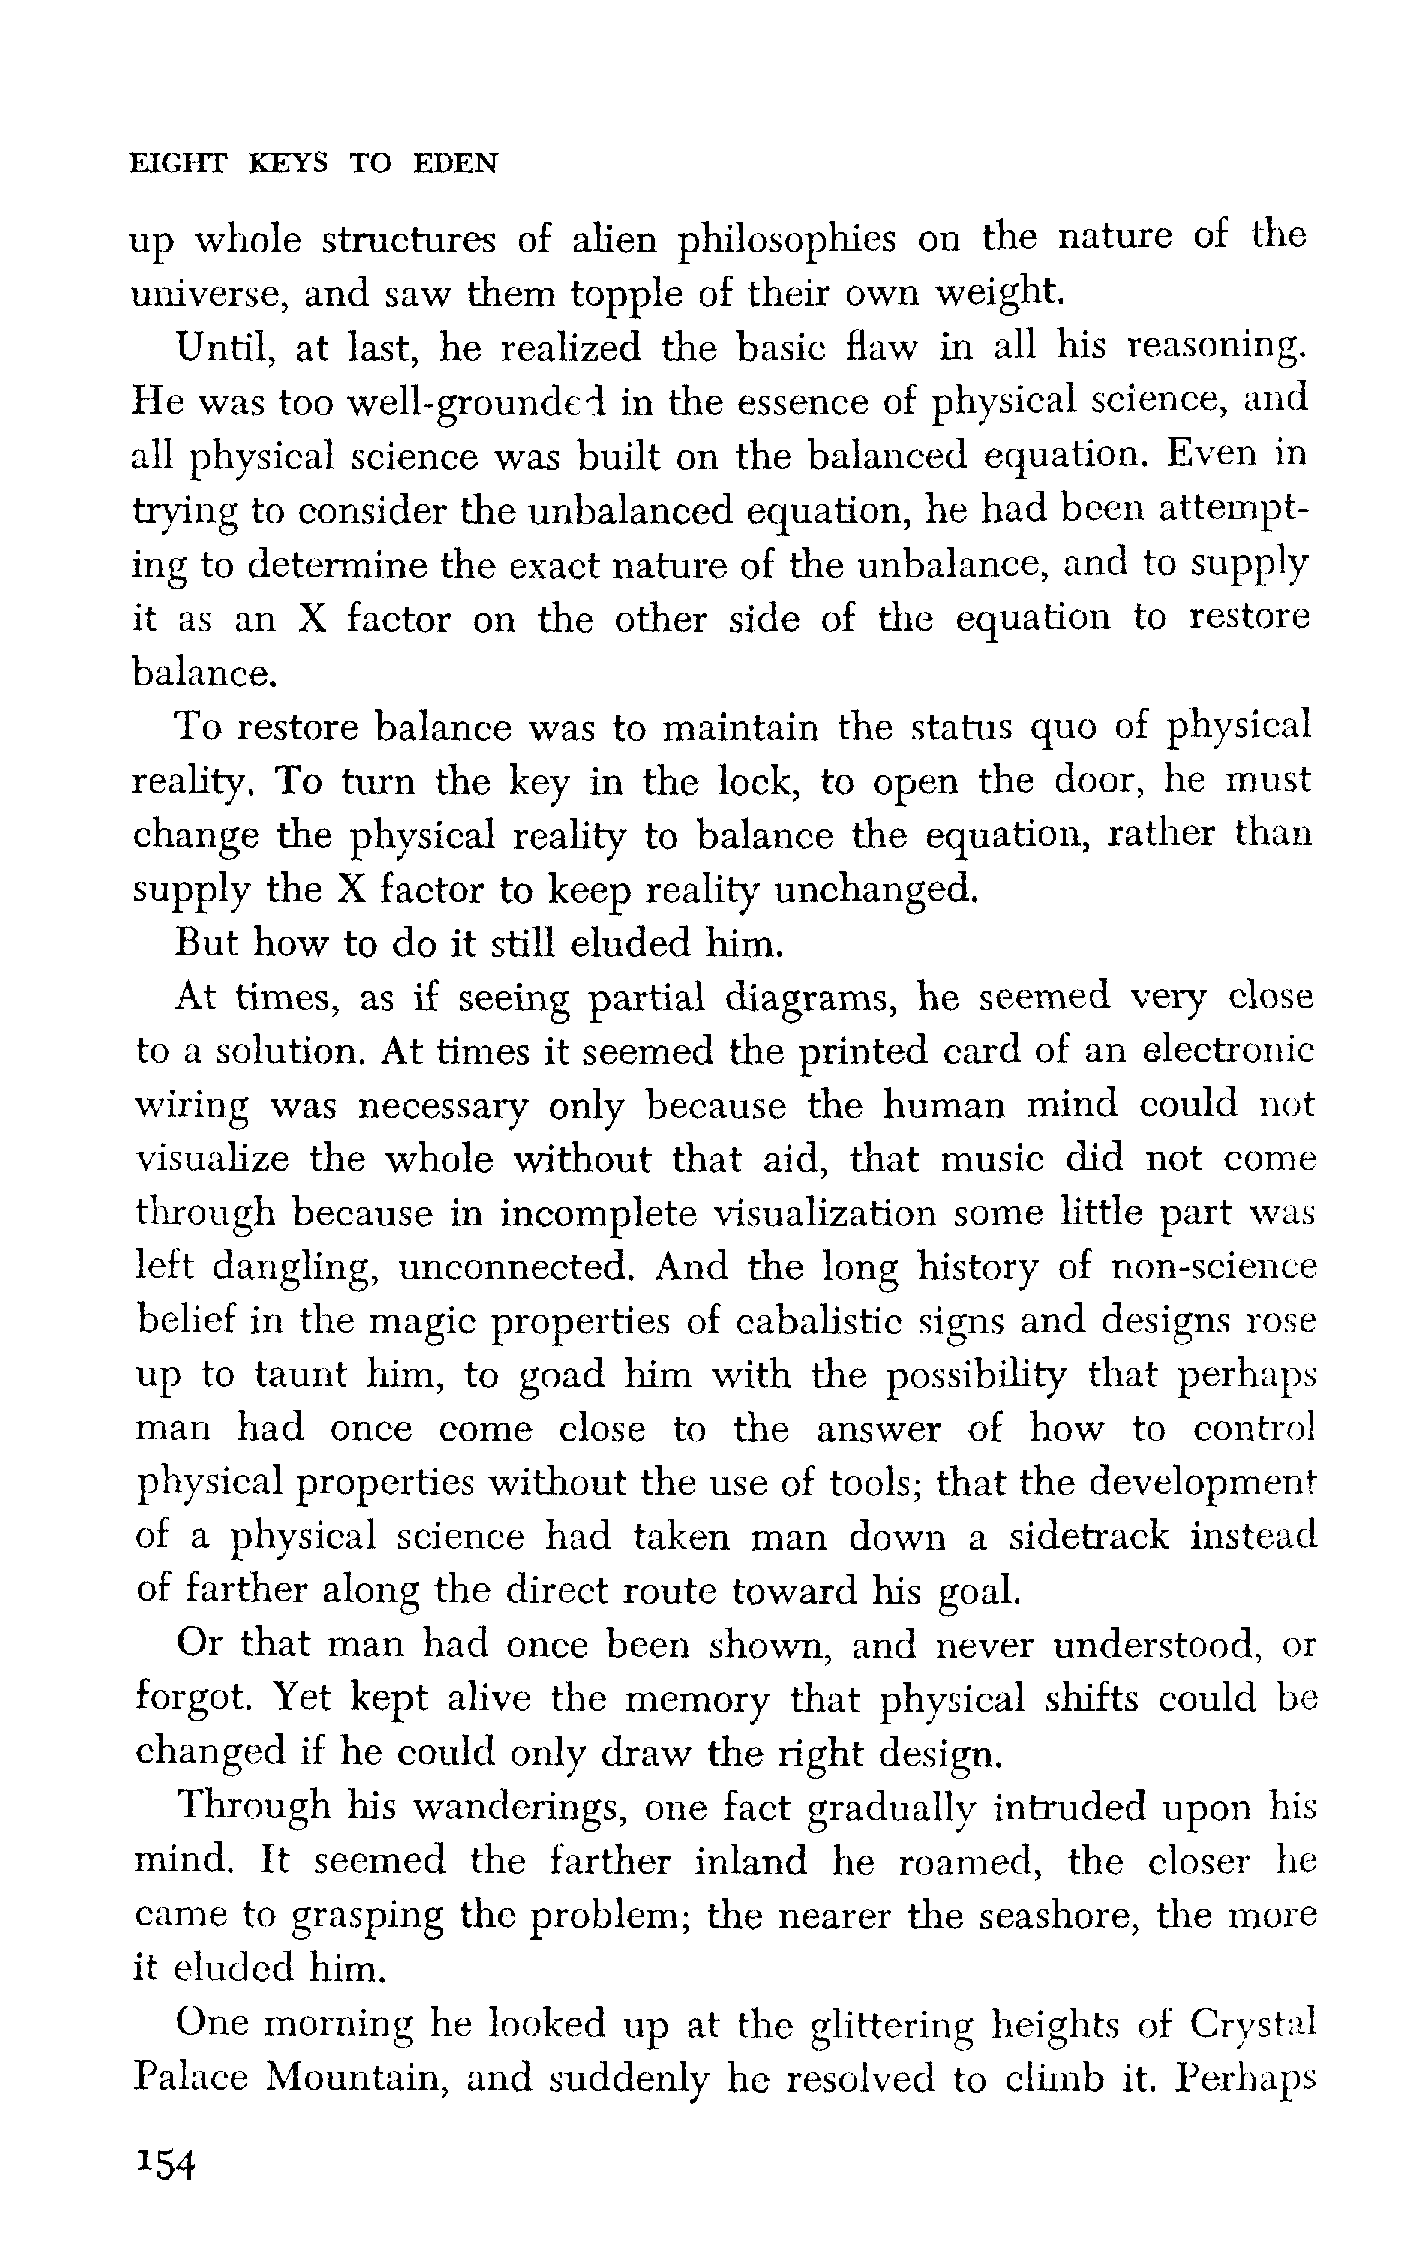 EIGHT KEYS TO EDEN
up whole structures of alien philosophies on the nature of the
universe, and saw them topple of their own weight.
Until, at last, he realized the basic flaw in all his reasoning.
He was too well-grounded in the essence of physical science, and
all physical science was built on the balanced equation. Even in
trying to consider the unbalanced equation, he had been attempt-
ing to determine the exact nature of the unbalance, and to supply
it as an X factor on the other side of the equation to restore
balance.
To restore balance was to maintain the status quo of physical
reality. To turn the key in the lock, to open the door, he must
change the physical reality to balance the equation, rather than
supply the X factor to keep reality unchanged.
But how to do it still eluded him.
At times, as if seeing partial diagrams, he seemed very close
to a solution. At times it seemed the printed card of an electronic
wiring was necessary only because the human mind could not
visualize the whole without that aid, that music did not come
through because in incomplete visualization some little part was
left dangling, unconnected. And the long history of non-science
belief in the magic properties of cabalistic signs and designs rose
up to taunt him, to goad him with the possibility that perhaps
man had once come close to the answer of how to control
physical properties without the use of tools; that the development
of a physical science had taken man down a sidetrack instead
of farther along the direct route toward his goal.
Or that man had once been shown, and never understood, or
forgot. Yet kept alive the memory that physical shifts could be
changed if he could only draw the right design.
Through his wanderings, one fact gradually intruded upon his
mind. It seemed the farther inland he roamed, the closer he
came to grasping the problem; the nearer the seashore, the more
it eluded him.
One morning he looked up at the glittering heights of Crystal
Palace Mountain, and suddenly he resolved to climb it. Perhaps
154